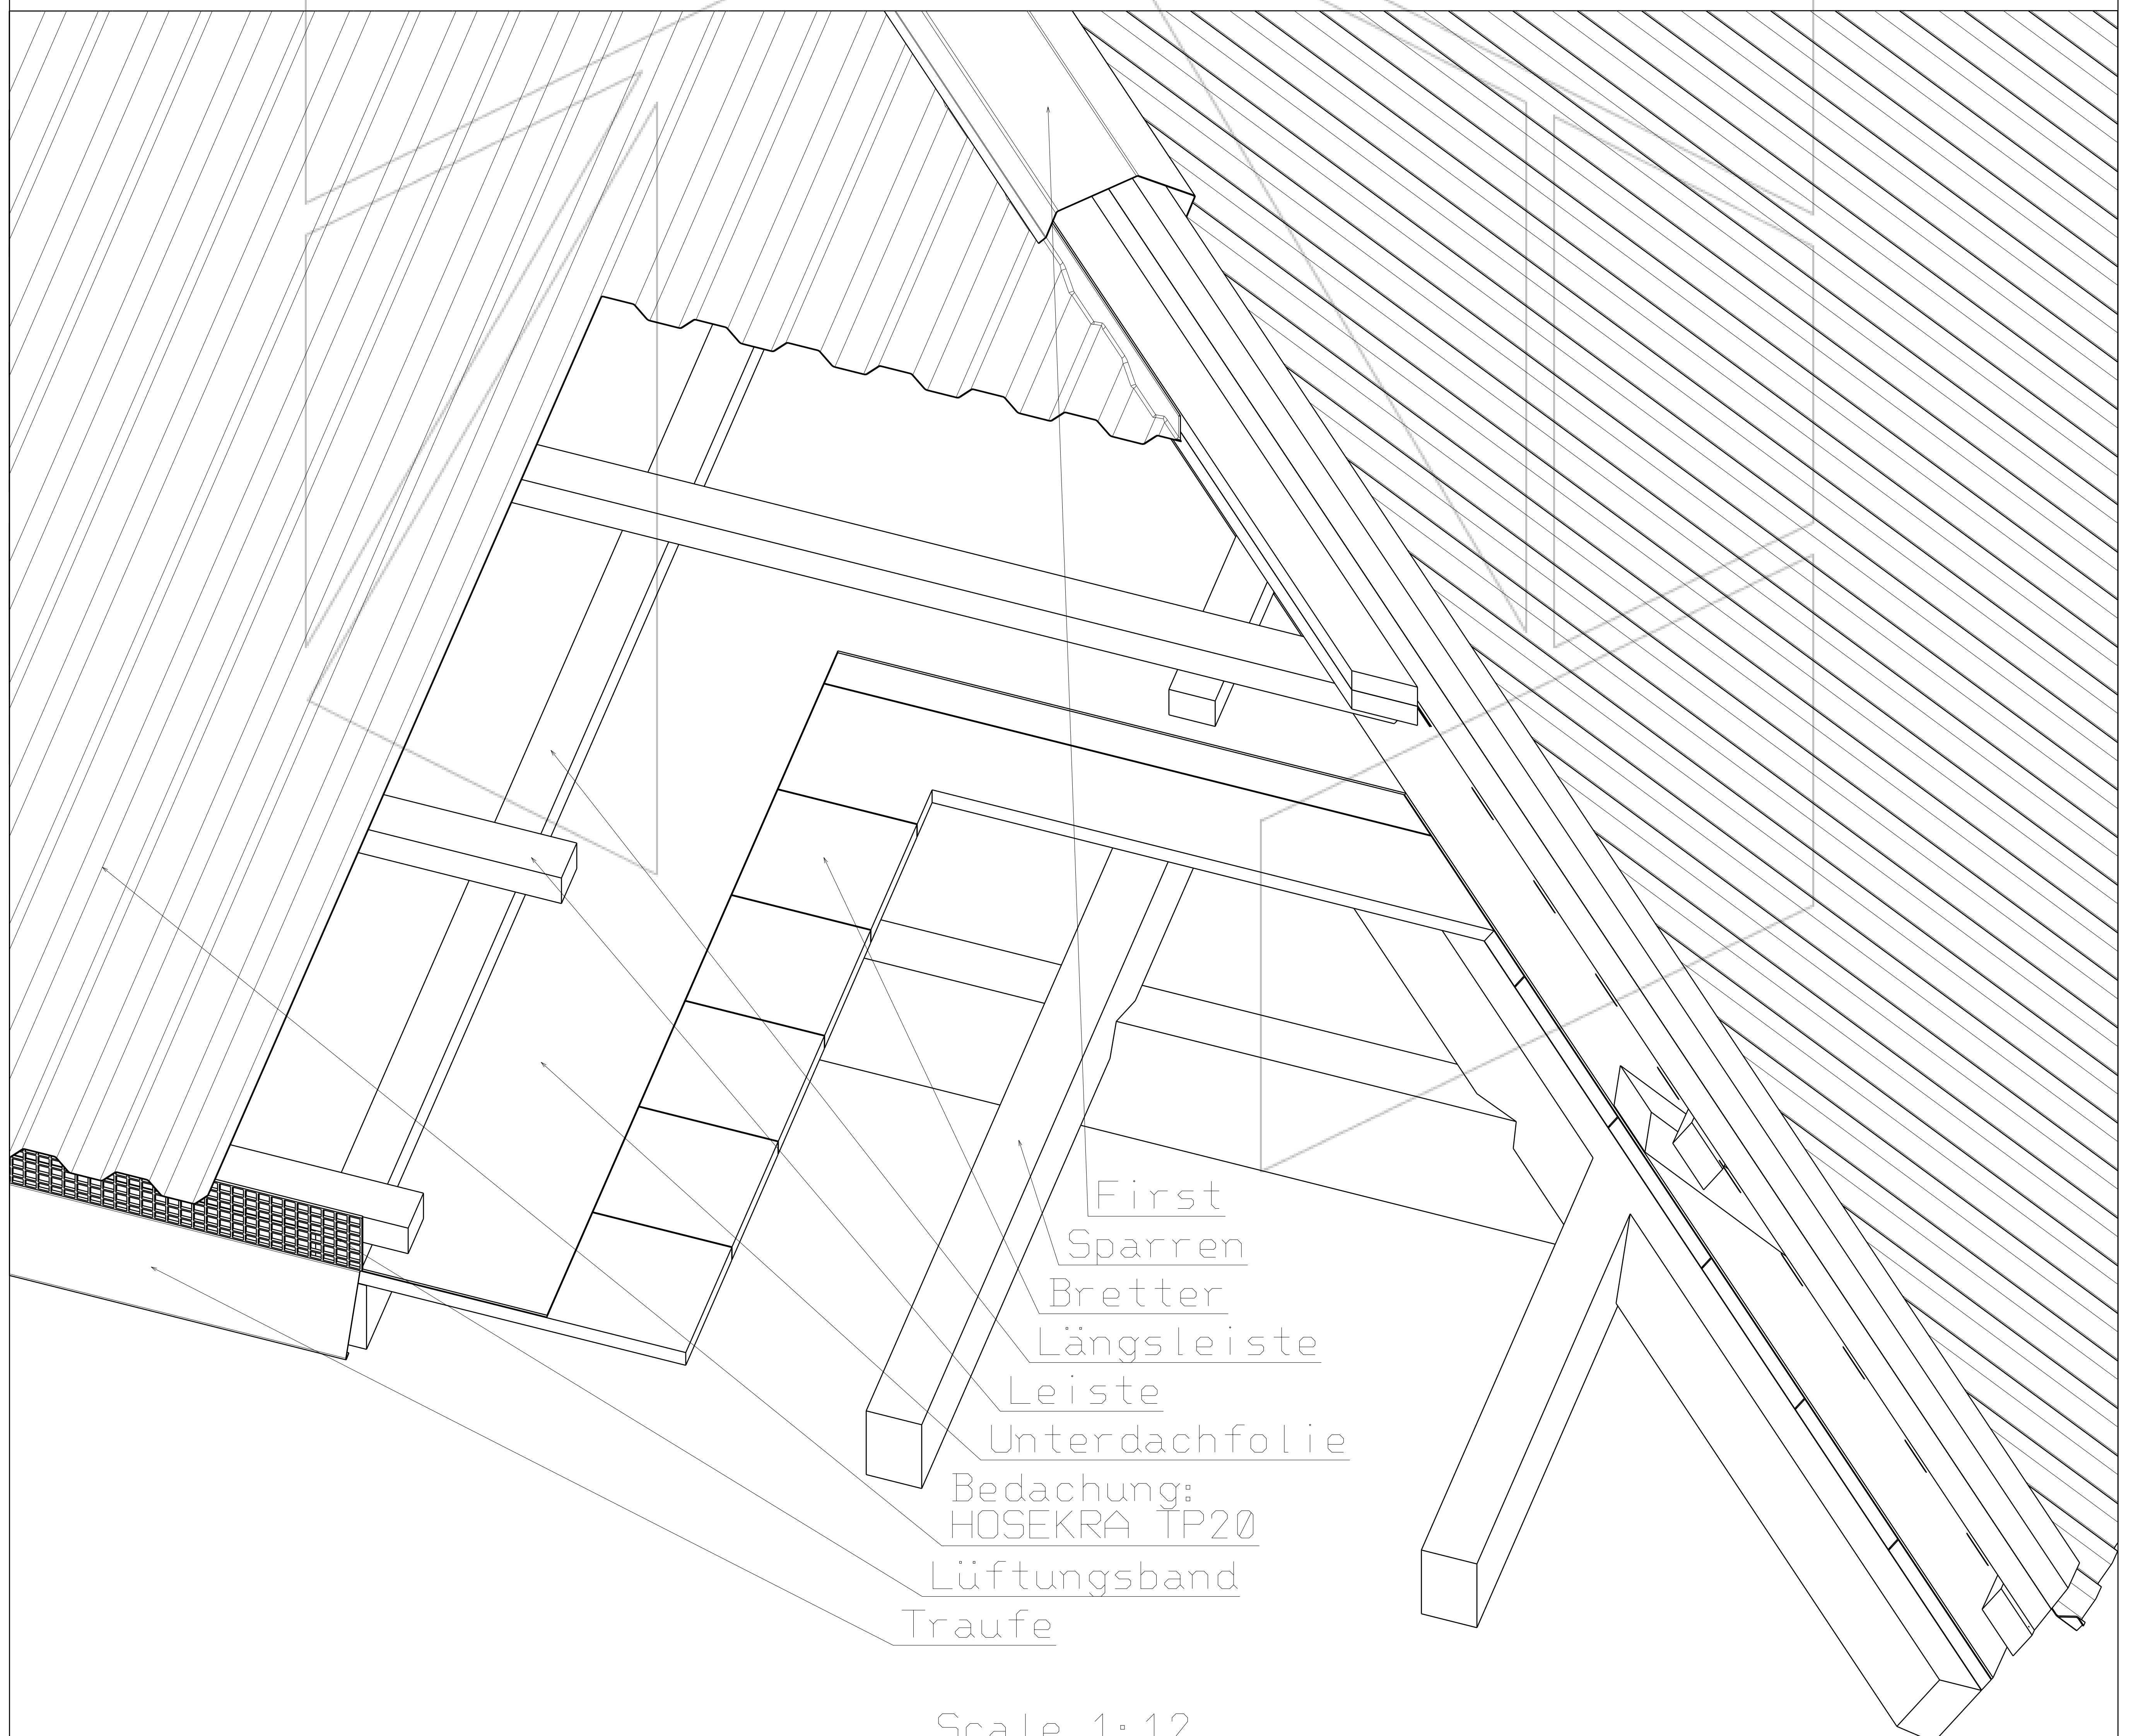 First
Sparren
Bretter
Längsleiste
Leiste
Unterdachfolie
Bedachung:
HOSEKRA TP20
Lüftungsband
Traufe
Scale 1:12